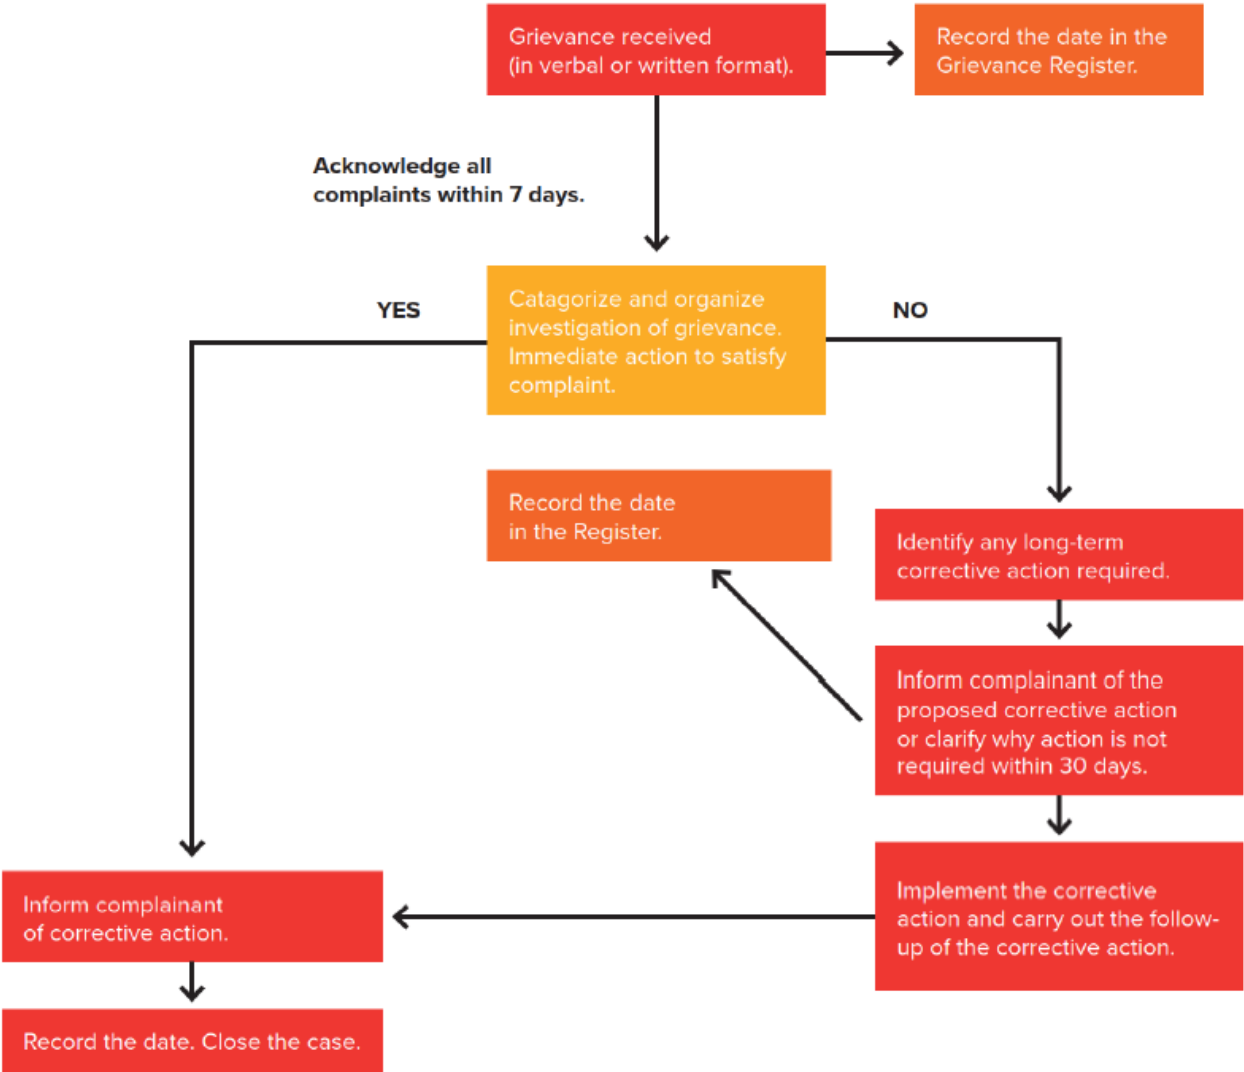 Grievance received
(in verbal or written format).
Record the date in the
Grievance Register.
Acknowledge all
complaints within 7 days.
YES
Catagorize and organize
investigation of grievance.
Immediate action to satisfy
complaint.
NO
Record the date
in the Register.
Identify any long-term
corrective action required.
Inform complainant of the
proposed corrective action
or clarify why action is not
required within 30 days.
Implement the corrective
action and carry out the follow-
up of the corrective action.
Inform complainant
of corrective action.
Record the date. Close the case.